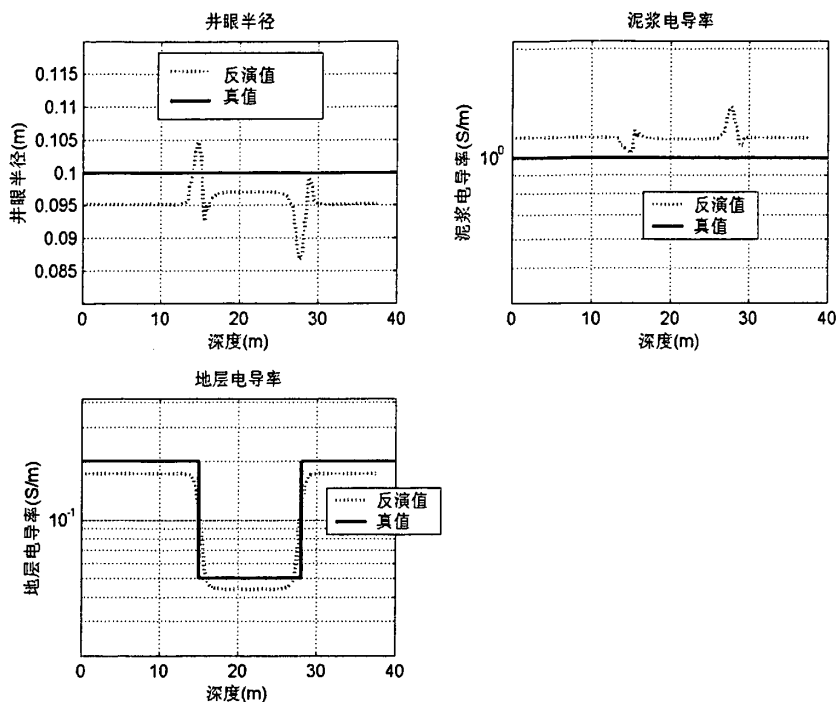 井眼半径
0.115
0.11
0.105
0.1
0.095
0.09
0.085
井眼半径(m)
反演值
真值
0 10 20 30 40
深度(m)
泥浆电导率
10^0
泥浆电导率(S/m)
反演值
真值
0 10 20 30 40
深度(m)
地层电导率
10^-1
地层电导率(S/m)
反演值
真值
0 10 20 30 40
深度(m)